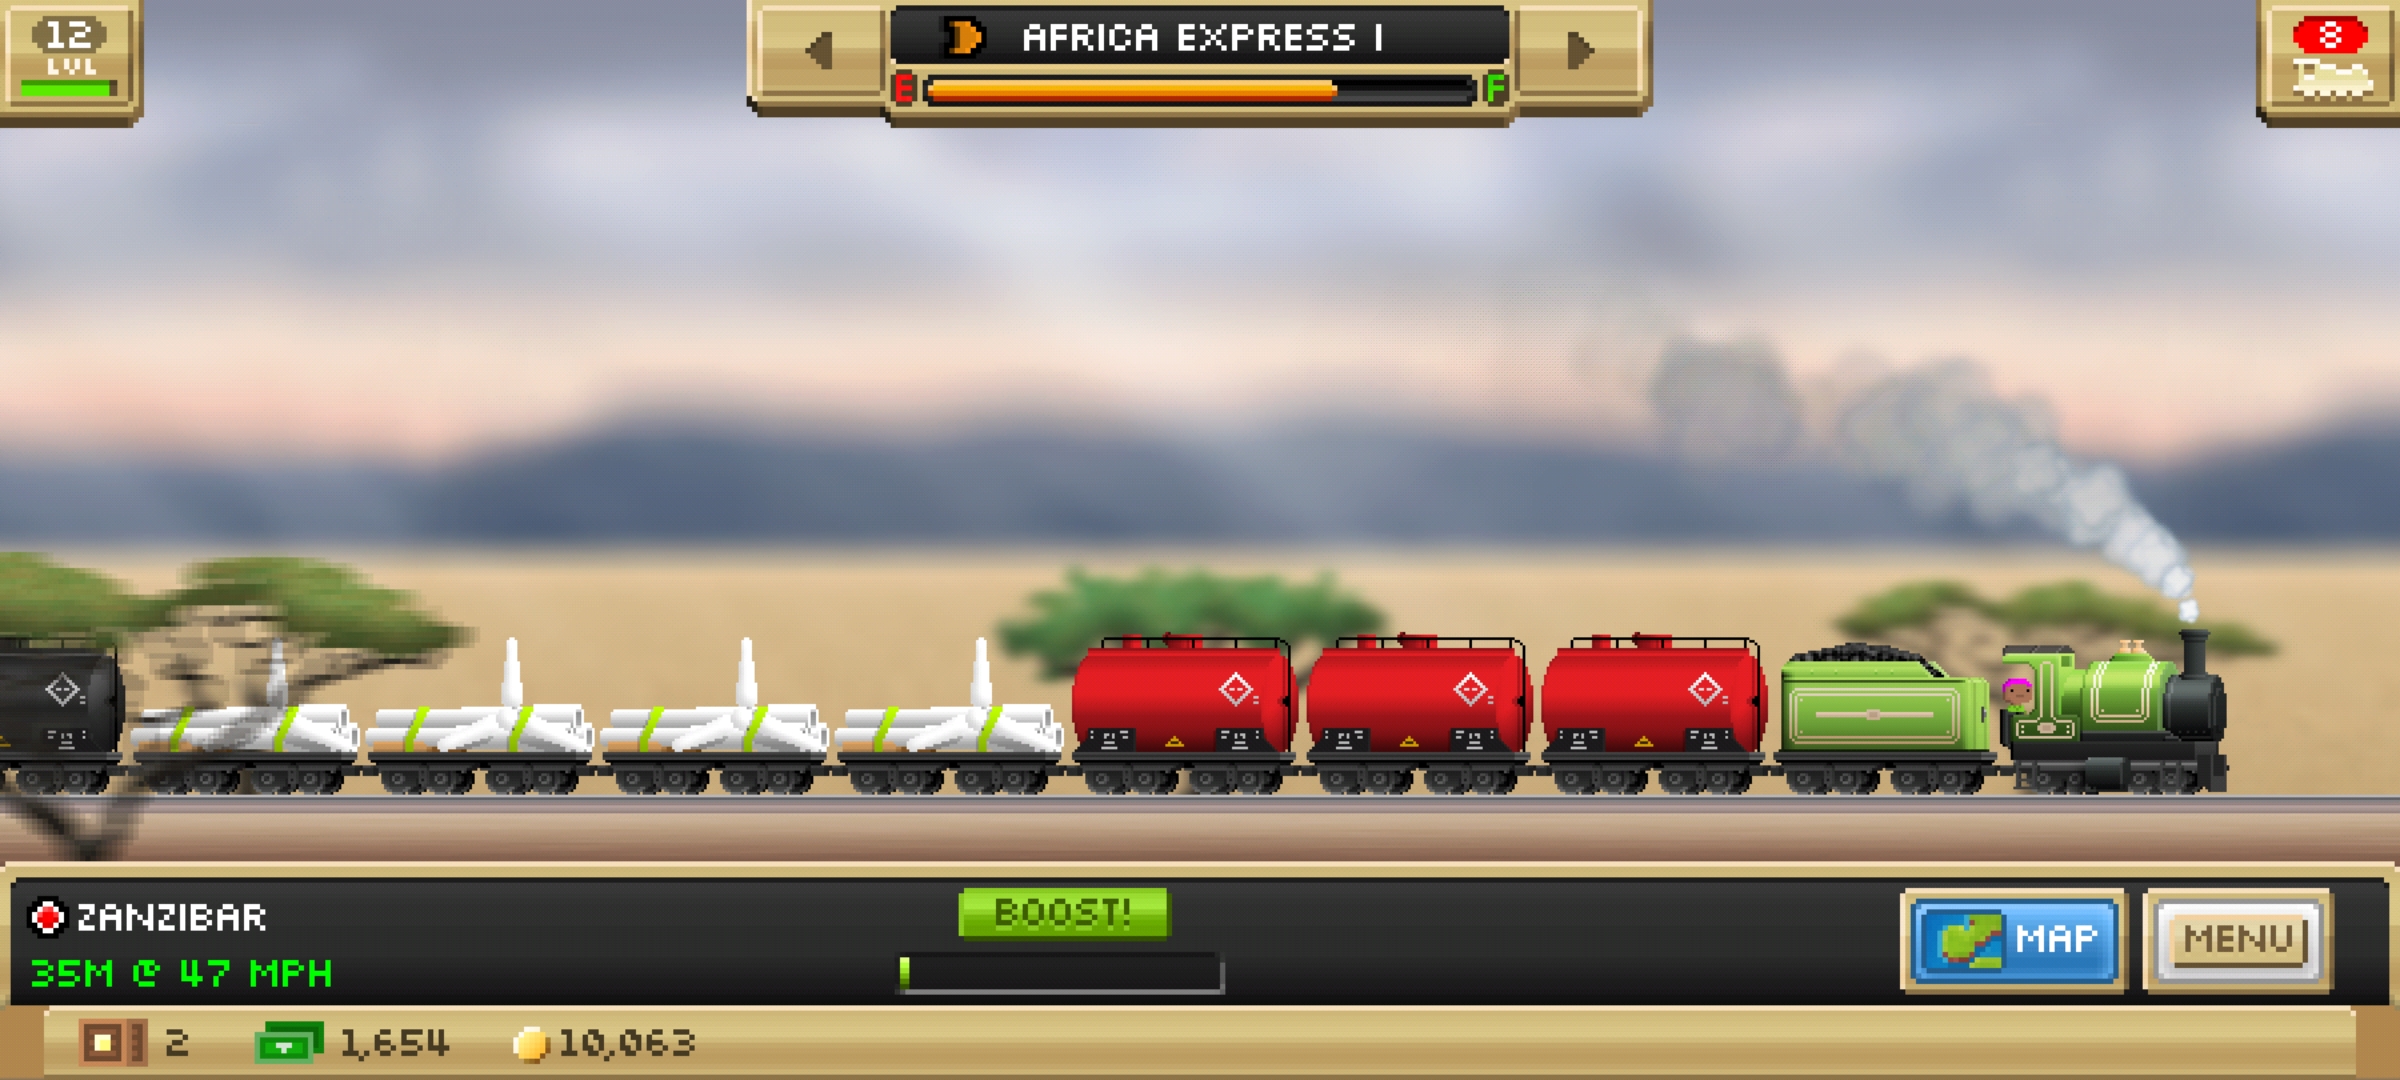 12
LVL
AFRICA EXPRESS I
E F
8
ZANZIBAR
35M @ 47 MPH
BOOST!
MAP
MENU
2 1,654 10,063